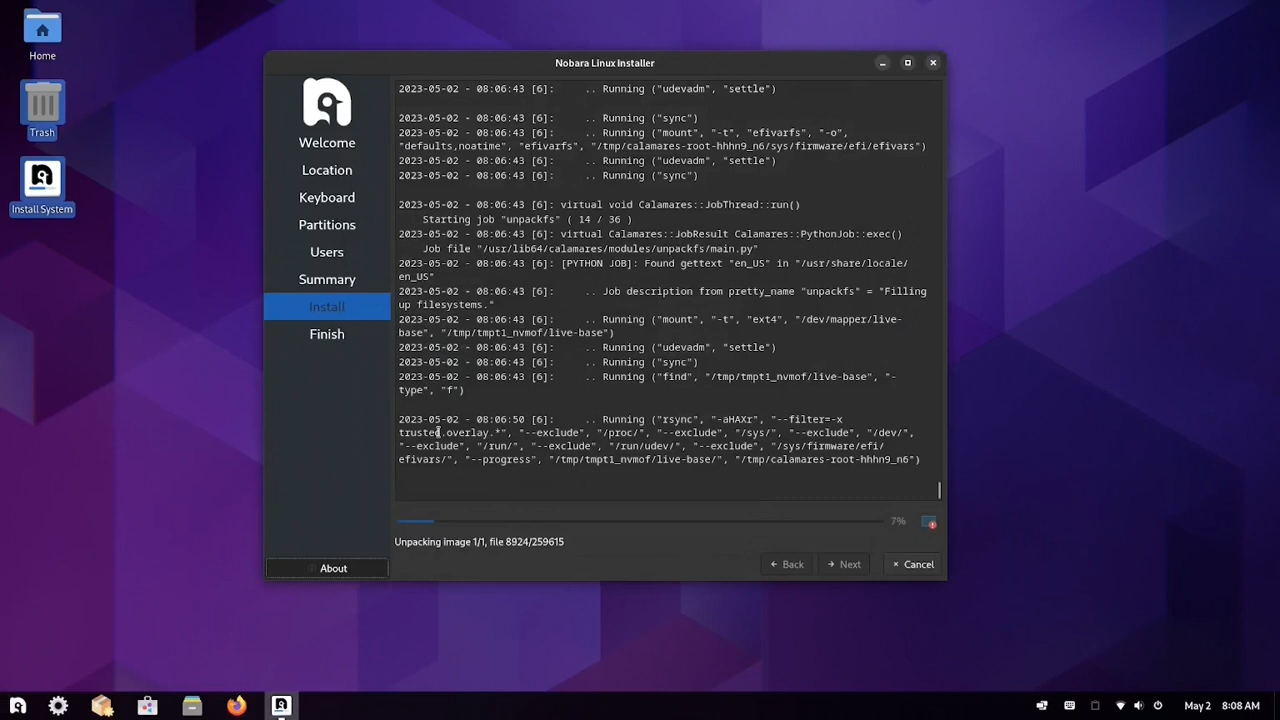 Home
Trash
Install System
Nobara Linux Installer
Welcome
Location
Keyboard
Partitions
Users
Summary
Install
Finish
About
2023-05-02 - 08:06:43 [6]:     .. Running ("udevadm", "settle")
2023-05-02 - 08:06:43 [6]:     .. Running ("sync")
2023-05-02 - 08:06:43 [6]:     .. Running ("mount", "-t", "efivarfs", "-o",
"defaults,noatime", "efivarfs", "/tmp/calamares-root-hhhn9_n6/sys/firmware/efi/efivars")
2023-05-02 - 08:06:43 [6]:     .. Running ("udevadm", "settle")
2023-05-02 - 08:06:43 [6]:     .. Running ("sync")
2023-05-02 - 08:06:43 [6]: virtual void Calamares::JobThread::run()
Starting job "unpackfs" ( 14 / 36 )
2023-05-02 - 08:06:43 [6]: virtual Calamares::JobResult Calamares::PythonJob::exec()
Job file "/usr/lib64/calamares/modules/unpackfs/main.py"
2023-05-02 - 08:06:43 [6]: [PYTHON JOB]: Found gettext "en_US" in "/usr/share/locale/
en_US"
2023-05-02 - 08:06:43 [6]:     .. Job description from pretty_name "unpackfs" = "Filling
up filesystems."
2023-05-02 - 08:06:43 [6]:     .. Running ("mount", "-t", "ext4", "/dev/mapper/live-
base", "/tmp/tmpt1_nvmof/live-base")
2023-05-02 - 08:06:43 [6]:     .. Running ("udevadm", "settle")
2023-05-02 - 08:06:43 [6]:     .. Running ("sync")
2023-05-02 - 08:06:43 [6]:     .. Running ("find", "/tmp/tmpt1_nvmof/live-base", "-
type", "f")
2023-05-02 - 08:06:50 [6]:     .. Running ("rsync", "-aHAXr", "--filter=-x
trusted.overlay.*", "--exclude", "/proc/", "--exclude", "/sys/", "--exclude", "/dev/",
"--exclude", "/run/", "--exclude", "/run/udev/", "--exclude", "/sys/firmware/efi/
efivars/", "--progress", "/tmp/tmpt1_nvmof/live-base/", "/tmp/calamares-root-hhhn9_n6")
7%
Unpacking image 1/1, file 8924/259615
Back
Next
Cancel
May 2 8:08 AM